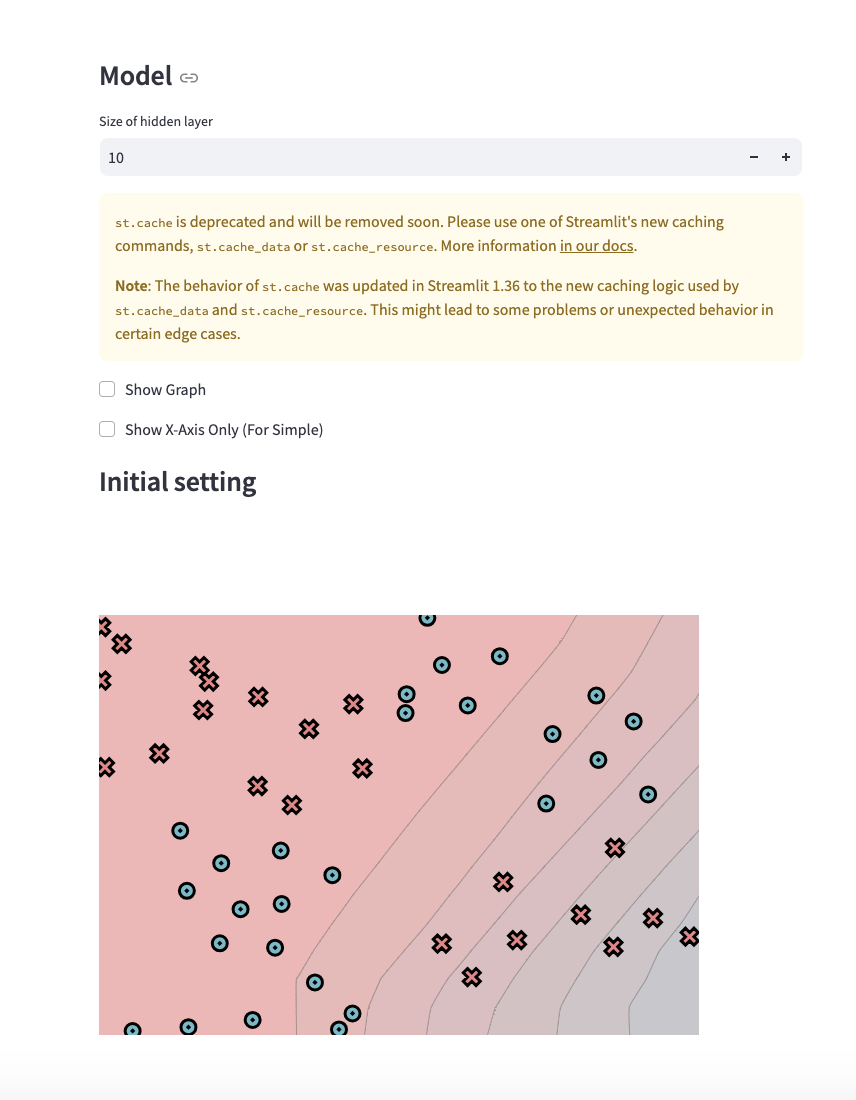 Model
Size of hidden layer
10
st.cache is deprecated and will be removed soon. Please use one of Streamlit's new caching
commands, st.cache_data or st.cache_resource. More information in our docs.
Note: The behavior of st.cache was updated in Streamlit 1.36 to the new caching logic used by
st.cache_data and st.cache_resource. This might lead to some problems or unexpected behavior in
certain edge cases.
Show Graph
Show X-Axis Only (For Simple)
Initial setting